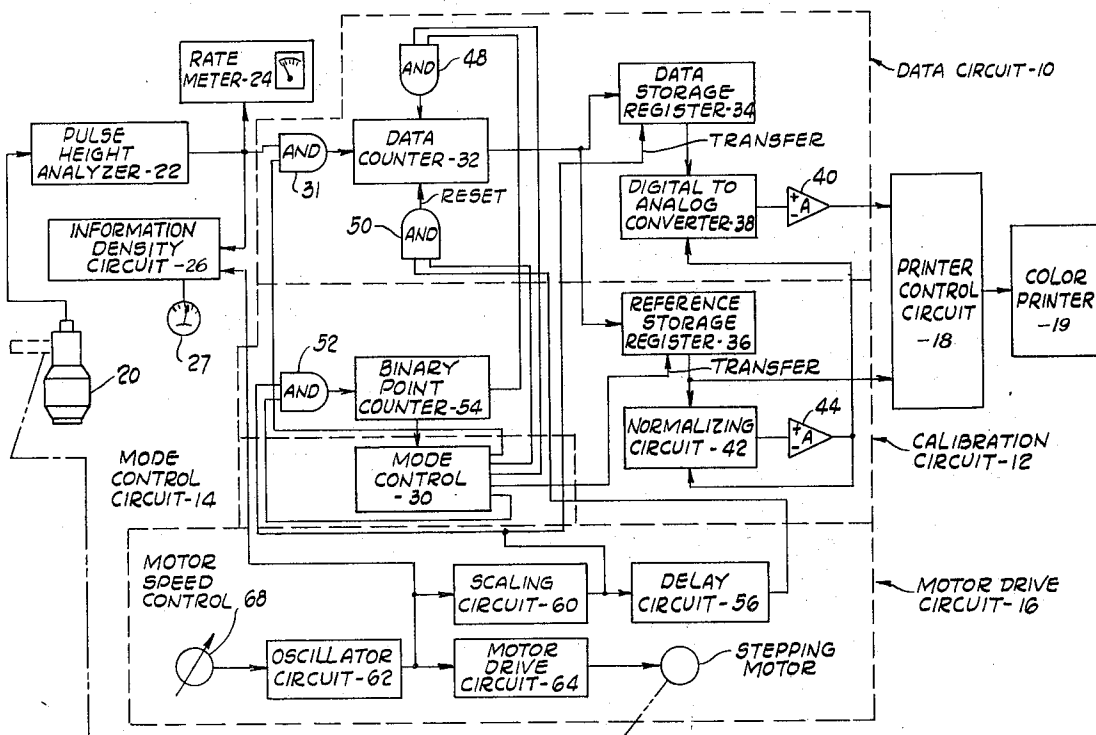 RATE
METER-24
PULSE
HEIGHT
ANALYZER-22
INFORMATION
DENSITY
CIRCUIT-26
27
20
AND
48
AND
31
DATA
COUNTER-32
RESET
50
AND
DATA
STORAGE
REGISTER-34
TRANSFER
DIGITAL TO
ANALOG
CONVERTER-38
40
+
A
-
DATA CIRCUIT-10
REFERENCE
STORAGE
REGISTER-36
TRANSFER
NORMALIZING
CIRCUIT-42
44
+
A
-
PRINTER
CONTROL
CIRCUIT
-18
COLOR
PRINTER
-19
CALIBRATION
CIRCUIT-12
52
AND
BINARY
POINT
COUNTER-54
MODE
CONTROL
-30
MODE
CONTROL
CIRCUIT-14
MOTOR
SPEED
CONTROL
68
SCALING
CIRCUIT-60
DELAY
CIRCUIT-56
MOTOR DRIVE
CIRCUIT-16
OSCILLATOR
CIRCUIT-62
MOTOR
DRIVE
CIRCUIT-64
STEPPING
MOTOR